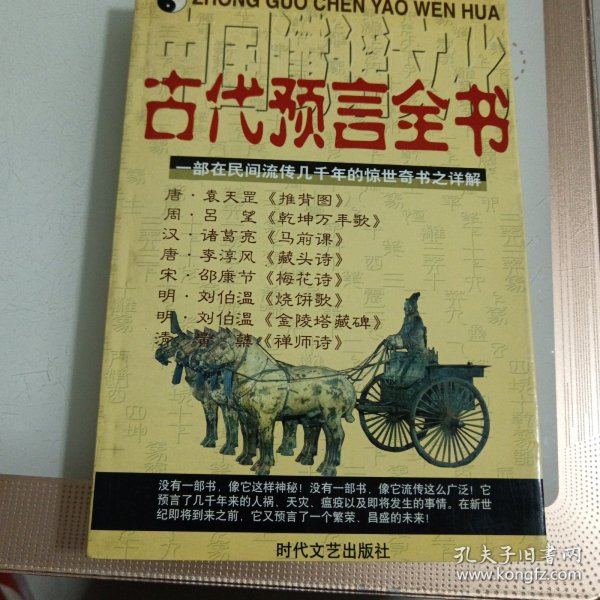 ZHONG GUO CHEN YAO WEN HUA
中国谶谣文化
古代预言全书
一部在民间流传几千年的惊世奇书之详解
唐·袁天罡《推背图》
周·吕 望《乾坤万年歌》
汉·诸葛亮《马前课》
唐·李淳风《藏头诗》
宋·邵康节《梅花诗》
明·刘伯温《烧饼歌》
明·刘伯温《金陵塔藏碑》
《禅师诗》
没有一部书，像它这样神秘！没有一部书，像它流传这么广泛！它
预言了几千年来的人祸、天灾、瘟疫以及即将发生的事情。在新世
纪即将到来之前，它又预言了一个繁荣、昌盛的未来！
时代文艺出版社
孔夫子旧书网
www.kongfz.com